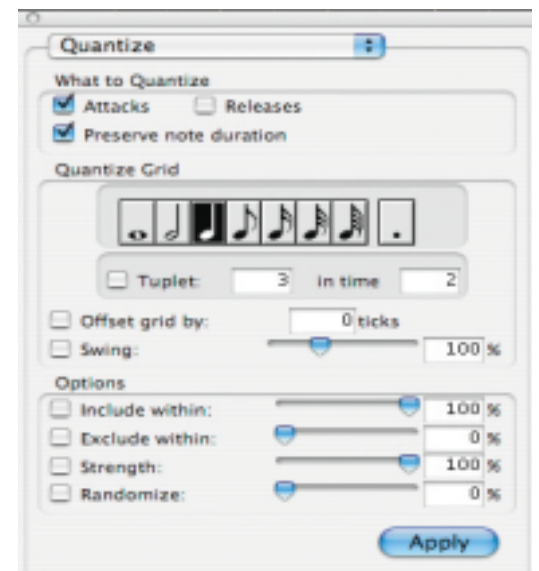 Quantize
What to Quantize
Attacks Releases
Preserve note duration
Quantize Grid
Tuplet: 3 in time 2
Offset grid by: 0 ticks
Swing: 100 %
Options
Include within: 100 %
Exclude within: 0 %
Strength: 100 %
Randomize: 0 %
Apply